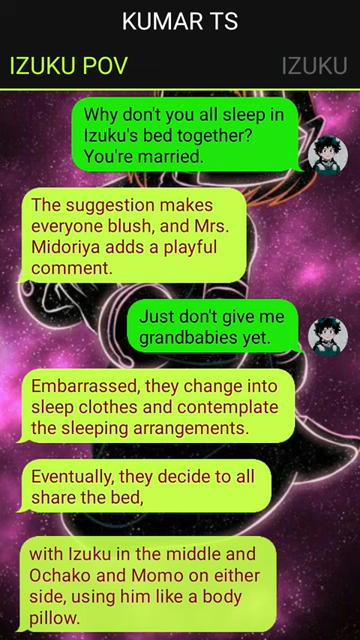 KUMAR TS
IZUKU POV
IZUKU
Why don't you all sleep in
Izuku's bed together?
You're married.
The suggestion makes
everyone blush, and Mrs.
Midoriya adds a playful
comment.
Just don't give me
grandbabies yet.
Embarrassed, they change into
sleep clothes and contemplate
the sleeping arrangements.
Eventually, they decide to all
share the bed,
with Izuku in the middle and
Ochako and Momo on either
side, using him like a body
pillow.